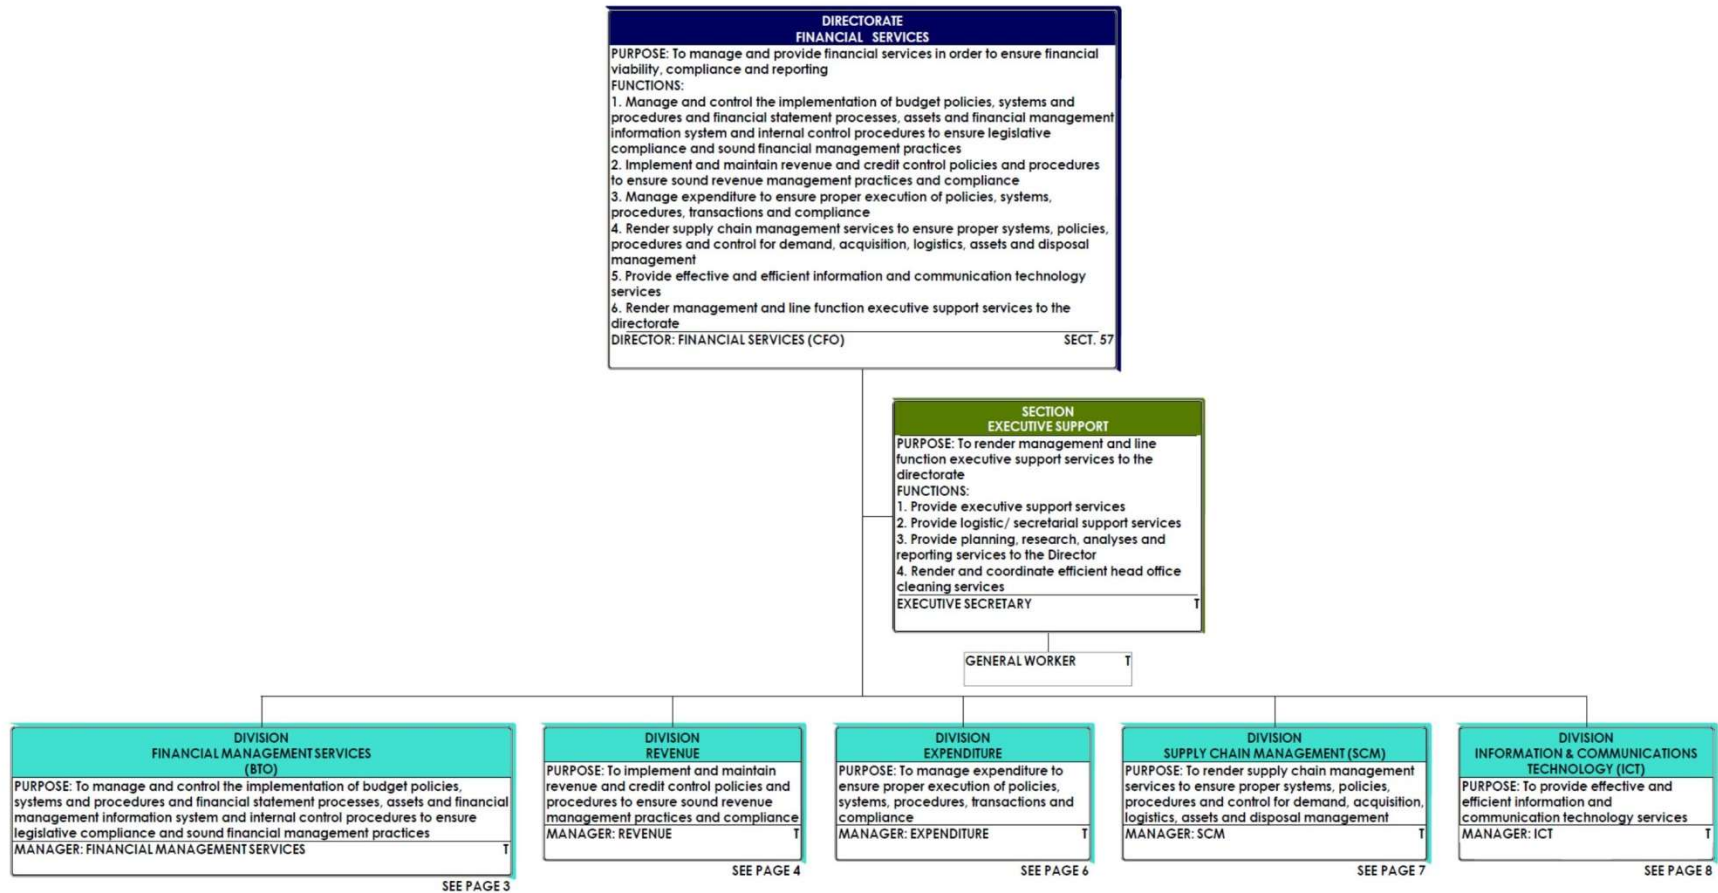 DIRECTORATE
FINANCIAL SERVICES
PURPOSE: To manage and provide financial services in order to ensure financial
viability, compliance and reporting
FUNCTIONS:
1. Manage and control the implementation of budget policies, systems and
procedures and financial statement processes, assets and financial management
information system and internal control procedures to ensure legislative
compliance and sound financial management practices
2. Implement and maintain revenue and credit control policies and procedures
to ensure sound revenue management practices and compliance
3. Manage expenditure to ensure proper execution of policies, systems,
procedures, transactions and compliance
4. Render supply chain management services to ensure proper systems, policies,
procedures and control for demand, acquisition, logistics, assets and disposal
management
5. Provide effective and efficient information and communication technology
services
6. Render management and line function executive support services to the
directorate
DIRECTOR: FINANCIAL SERVICES (CFO) SECT. 57
SECTION
EXECUTIVE SUPPORT
PURPOSE: To render management and line
function executive support services to the
directorate
FUNCTIONS:
1. Provide executive support services
2. Provide logistic/ secretarial support services
3. Provide planning, research, analyses and
reporting services to the Director
4. Render and coordinate efficient head office
cleaning services
EXECUTIVE SECRETARY T
GENERAL WORKER T
DIVISION
FINANCIAL MANAGEMENT SERVICES
(BTO)
PURPOSE: To manage and control the implementation of budget policies,
systems and procedures and financial statement processes, assets and financial
management information system and internal control procedures to ensure
legislative compliance and sound financial management practices
MANAGER: FINANCIAL MANAGEMENT SERVICES T
SEE PAGE 3
DIVISION
REVENUE
PURPOSE: To implement and maintain
revenue and credit control policies and
procedures to ensure sound revenue
management practices and compliance
MANAGER: REVENUE T
SEE PAGE 4
DIVISION
EXPENDITURE
PURPOSE: To manage expenditure to
ensure proper execution of policies,
systems, procedures, transactions and
compliance
MANAGER: EXPENDITURE T
SEE PAGE 6
DIVISION
SUPPLY CHAIN MANAGEMENT (SCM)
PURPOSE: To render supply chain management
services to ensure proper systems, policies,
procedures and control for demand, acquisition,
logistics, assets and disposal management
MANAGER: SCM T
SEE PAGE 7
DIVISION
INFORMATION & COMMUNICATIONS
TECHNOLOGY (ICT)
PURPOSE: To provide effective and
efficient information and
communication technology services
MANAGER: ICT T
SEE PAGE 8